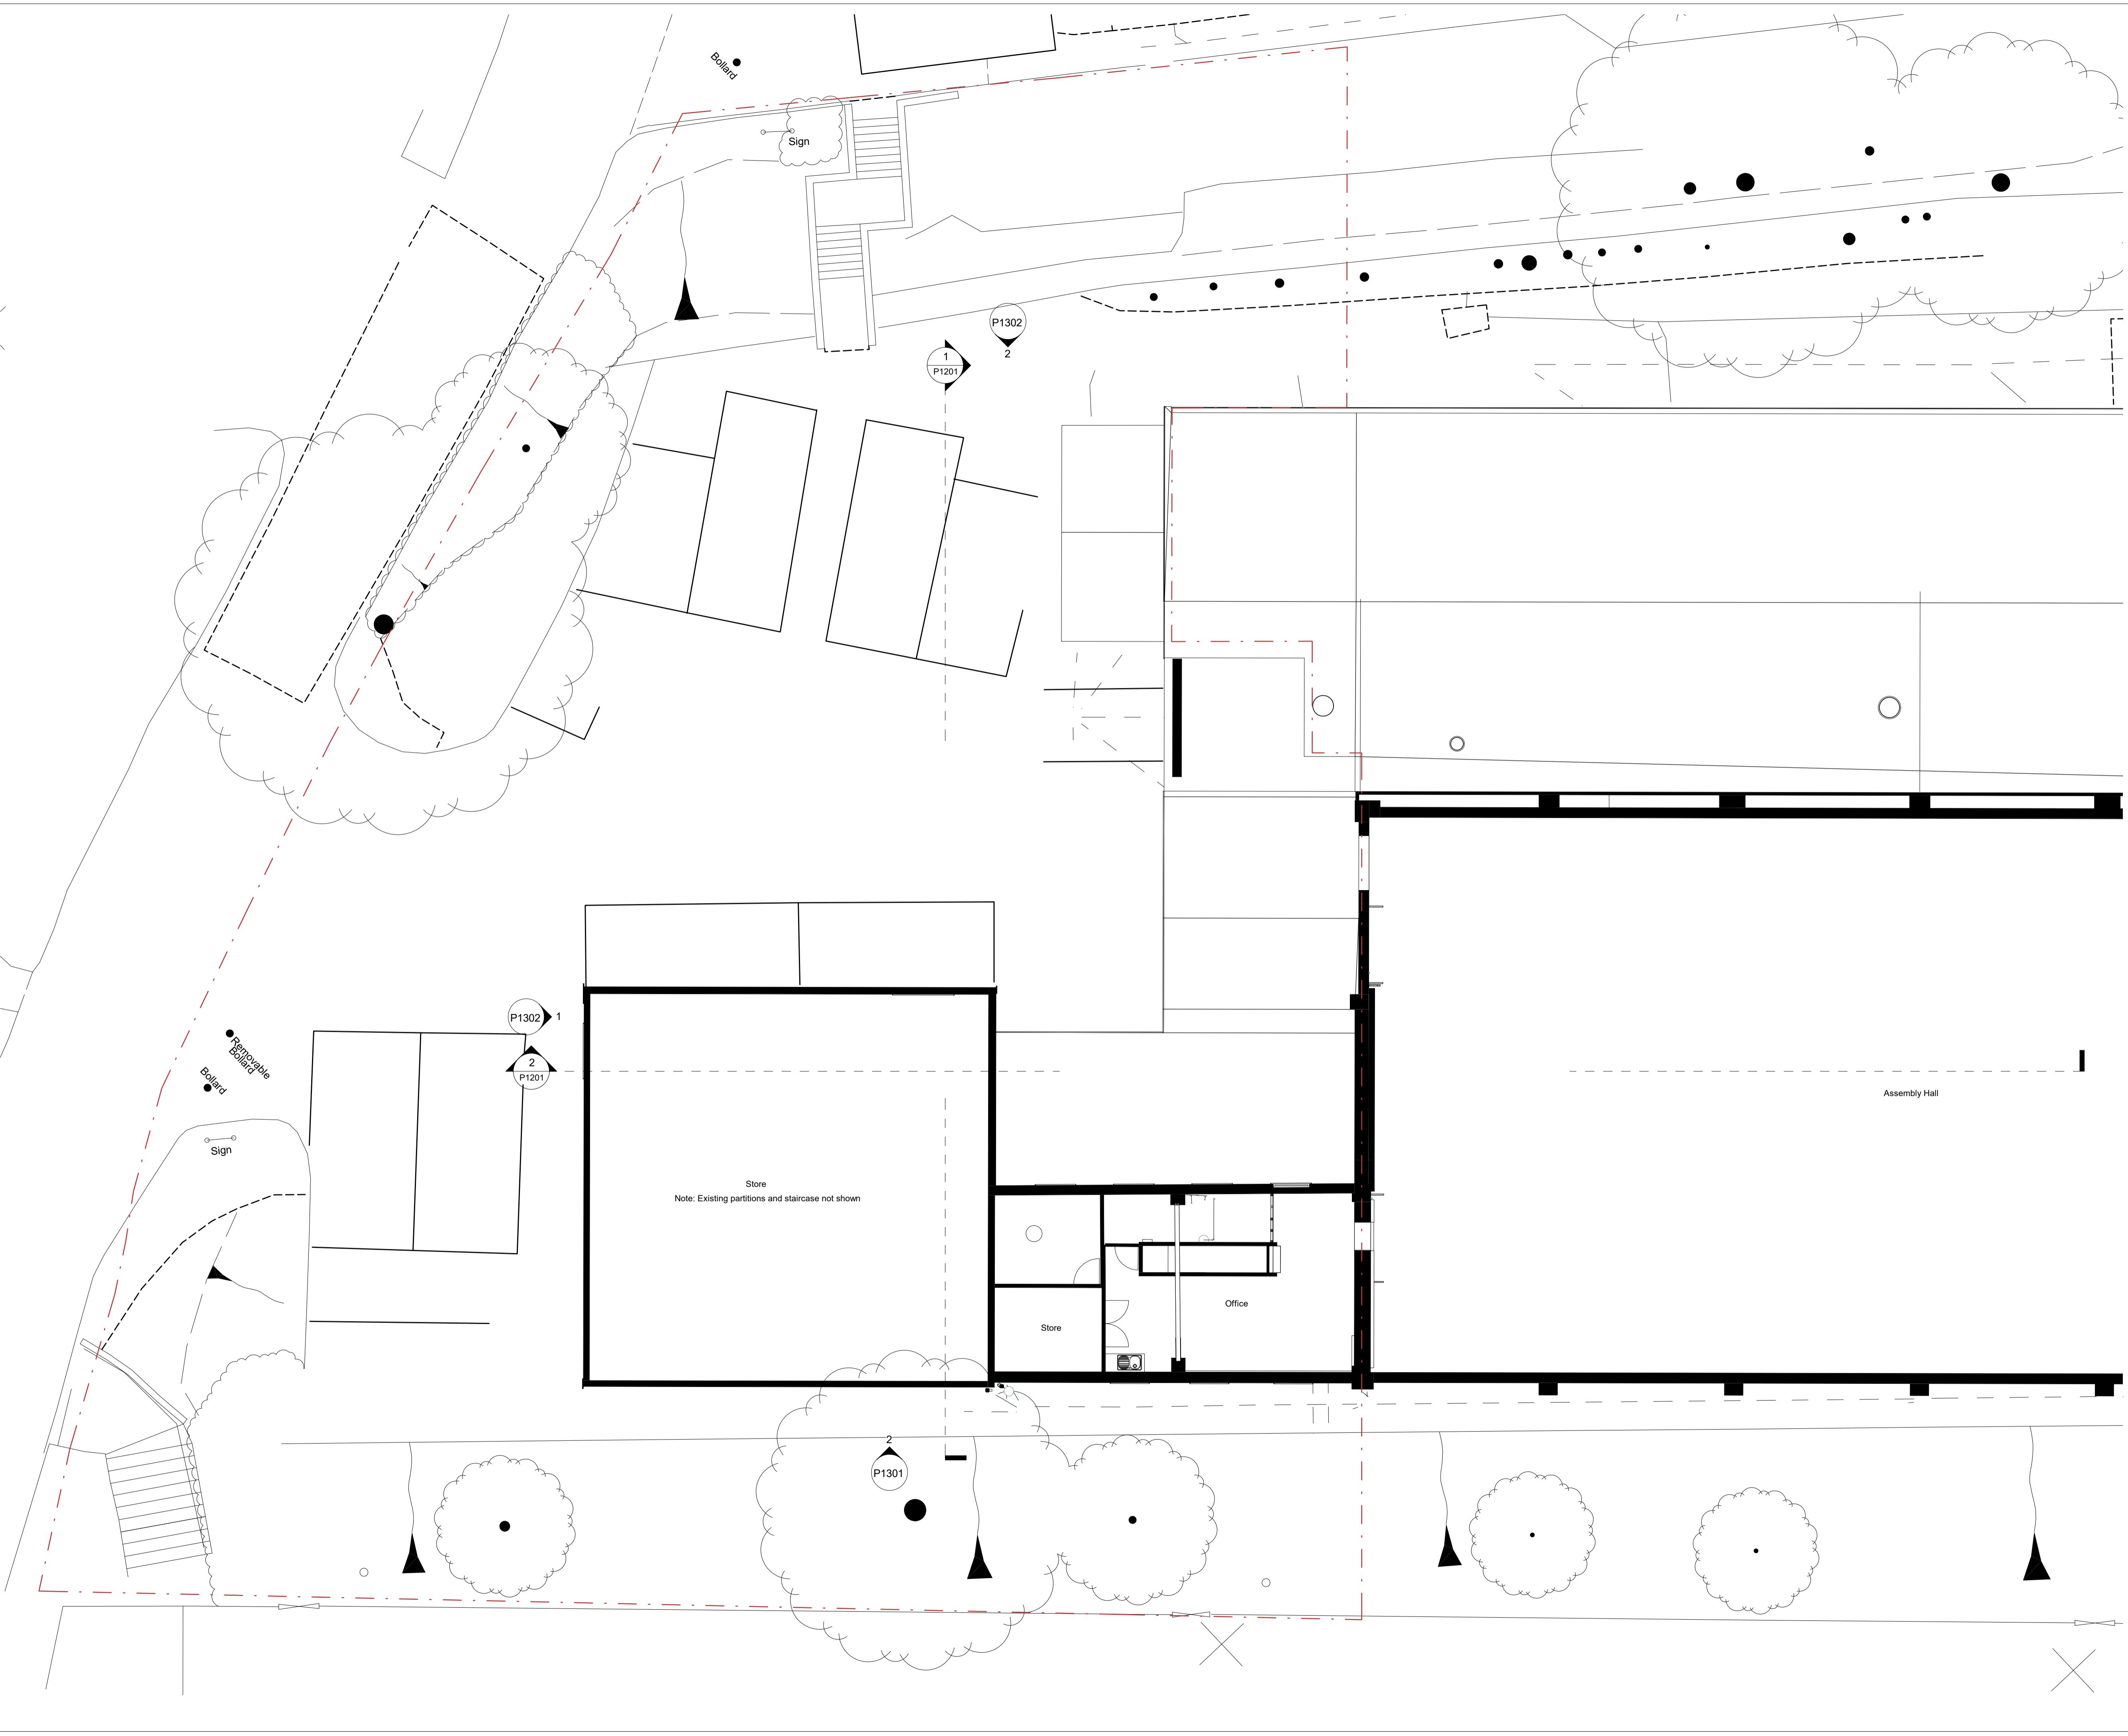 Bollard
Sign
P1302
2
1
P1201
P1302
1
2
P1201
Removable
Bollard
Bollard
Sign
Assembly Hall
Store
Note: Existing partitions and staircase not shown
Office
Store
2
P1301